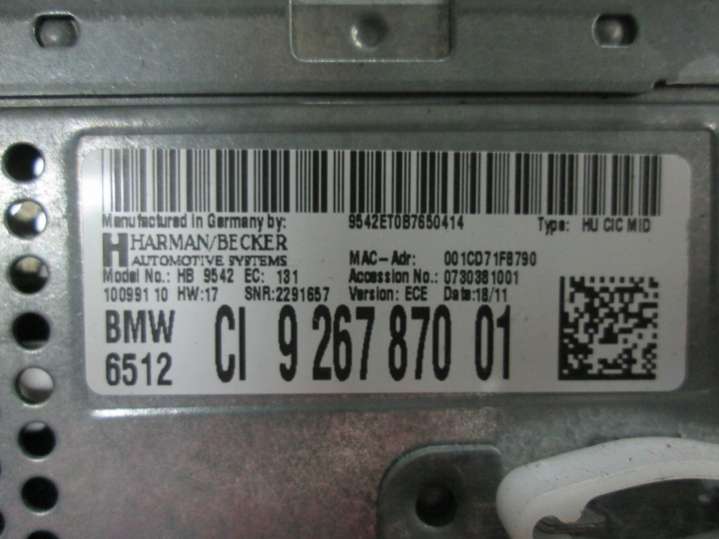 Manufactured in Germany by: 9542ET0B7650414 Type: HU CIC MID
HARMAN/BECKER
AUTOMOTIVE SYSTEMS MAC-Adr: 001CD71F8790
Model No.: HB 9542 EC: 131 Accession No.: 0730381001
10099110 HW:17 SNR:2291657 Version: ECE Date:18/11
BMW
6512 CI 9 267 870 01